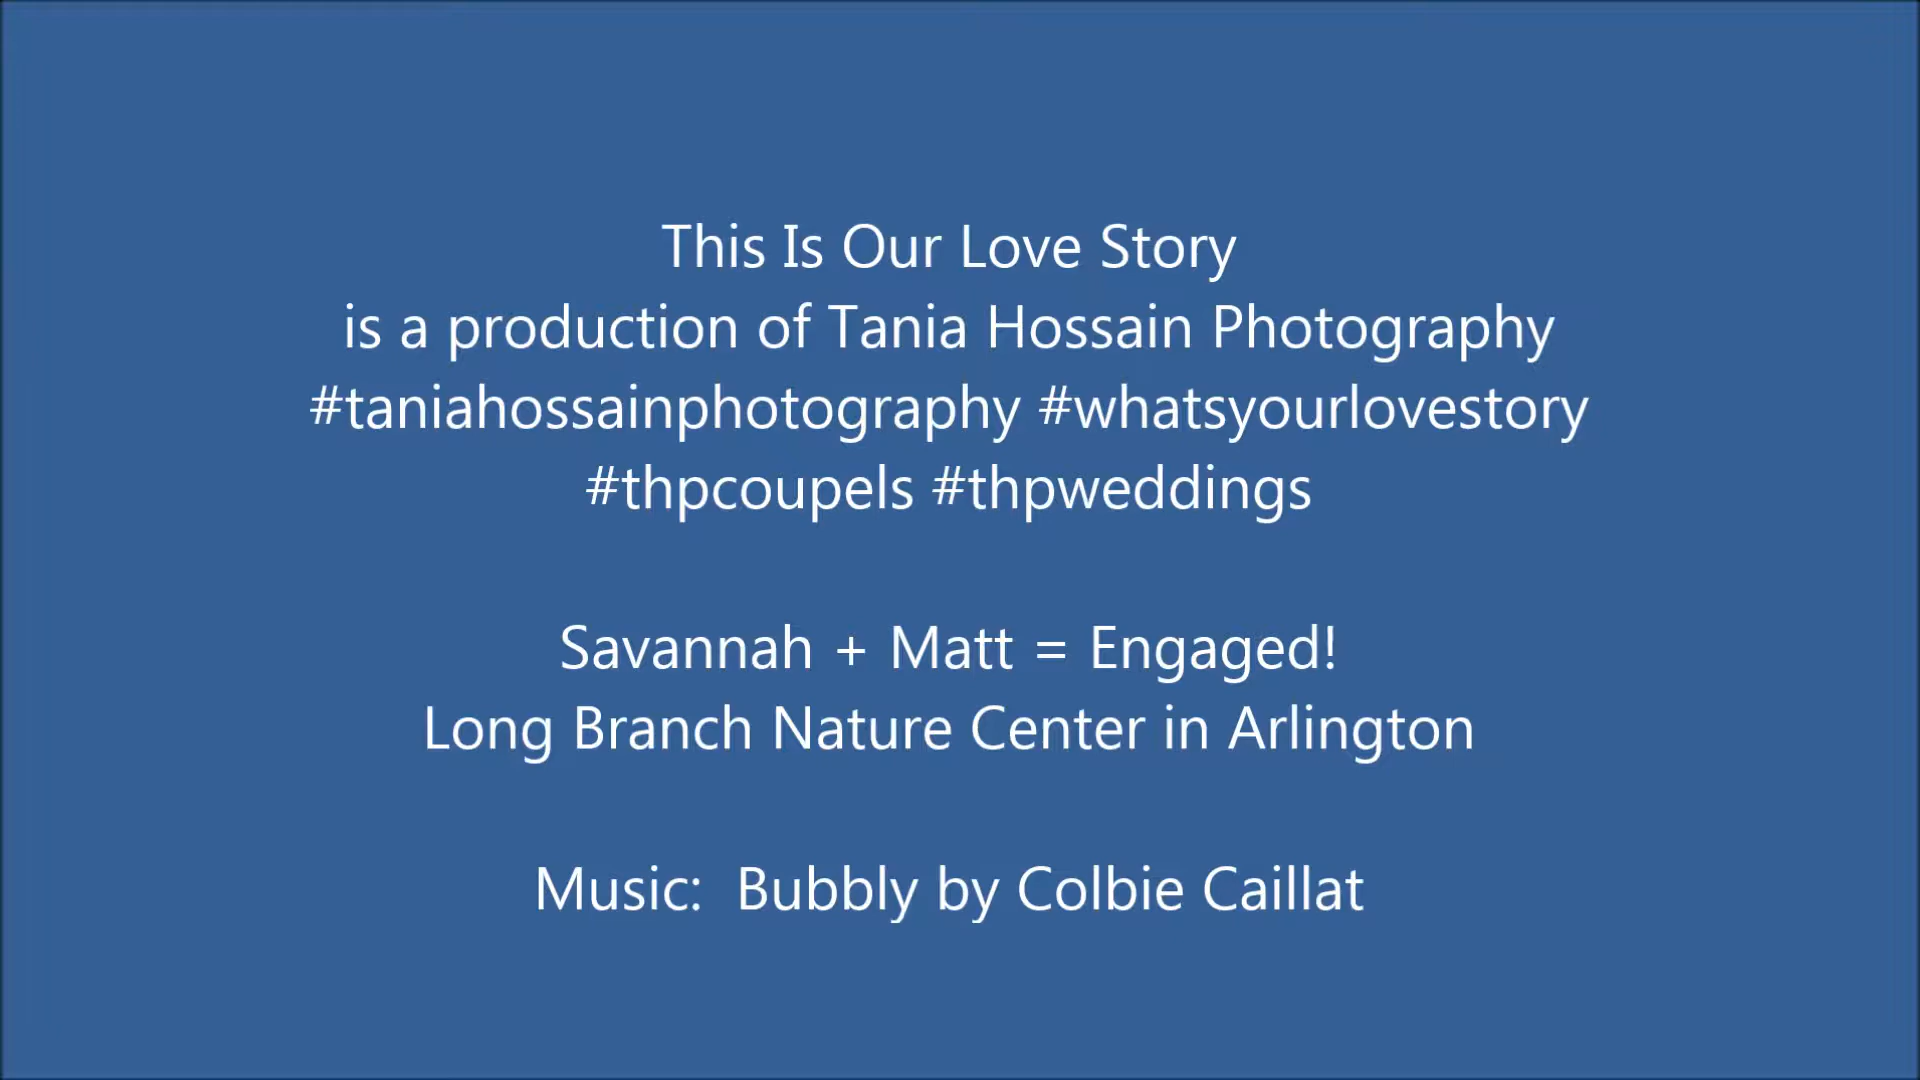 This Is Our Love Story
is a production of Tania Hossain Photography
#taniahossainphotography #whatsyourlovestory
#thpcoupels #thpweddings
Savannah + Matt = Engaged!
Long Branch Nature Center in Arlington
Music:  Bubbly by Colbie Caillat